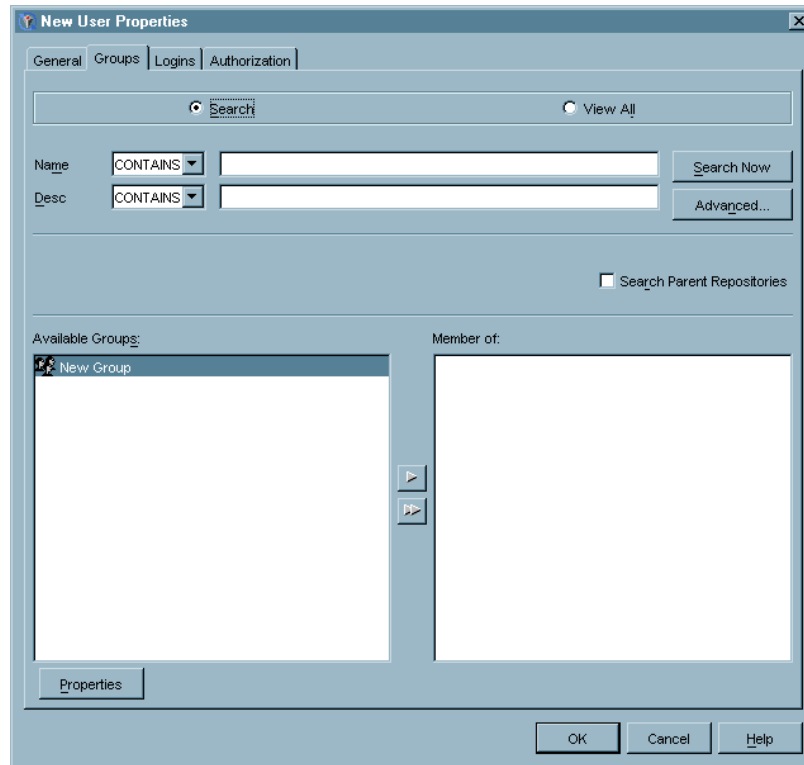 New User Properties
General Groups Logins Authorization
Search View All
Name CONTAINS Search Now
Desc CONTAINS Advanced...
Search Parent Repositories
Available Groups: Member of:
New Group
Properties
OK Cancel Help